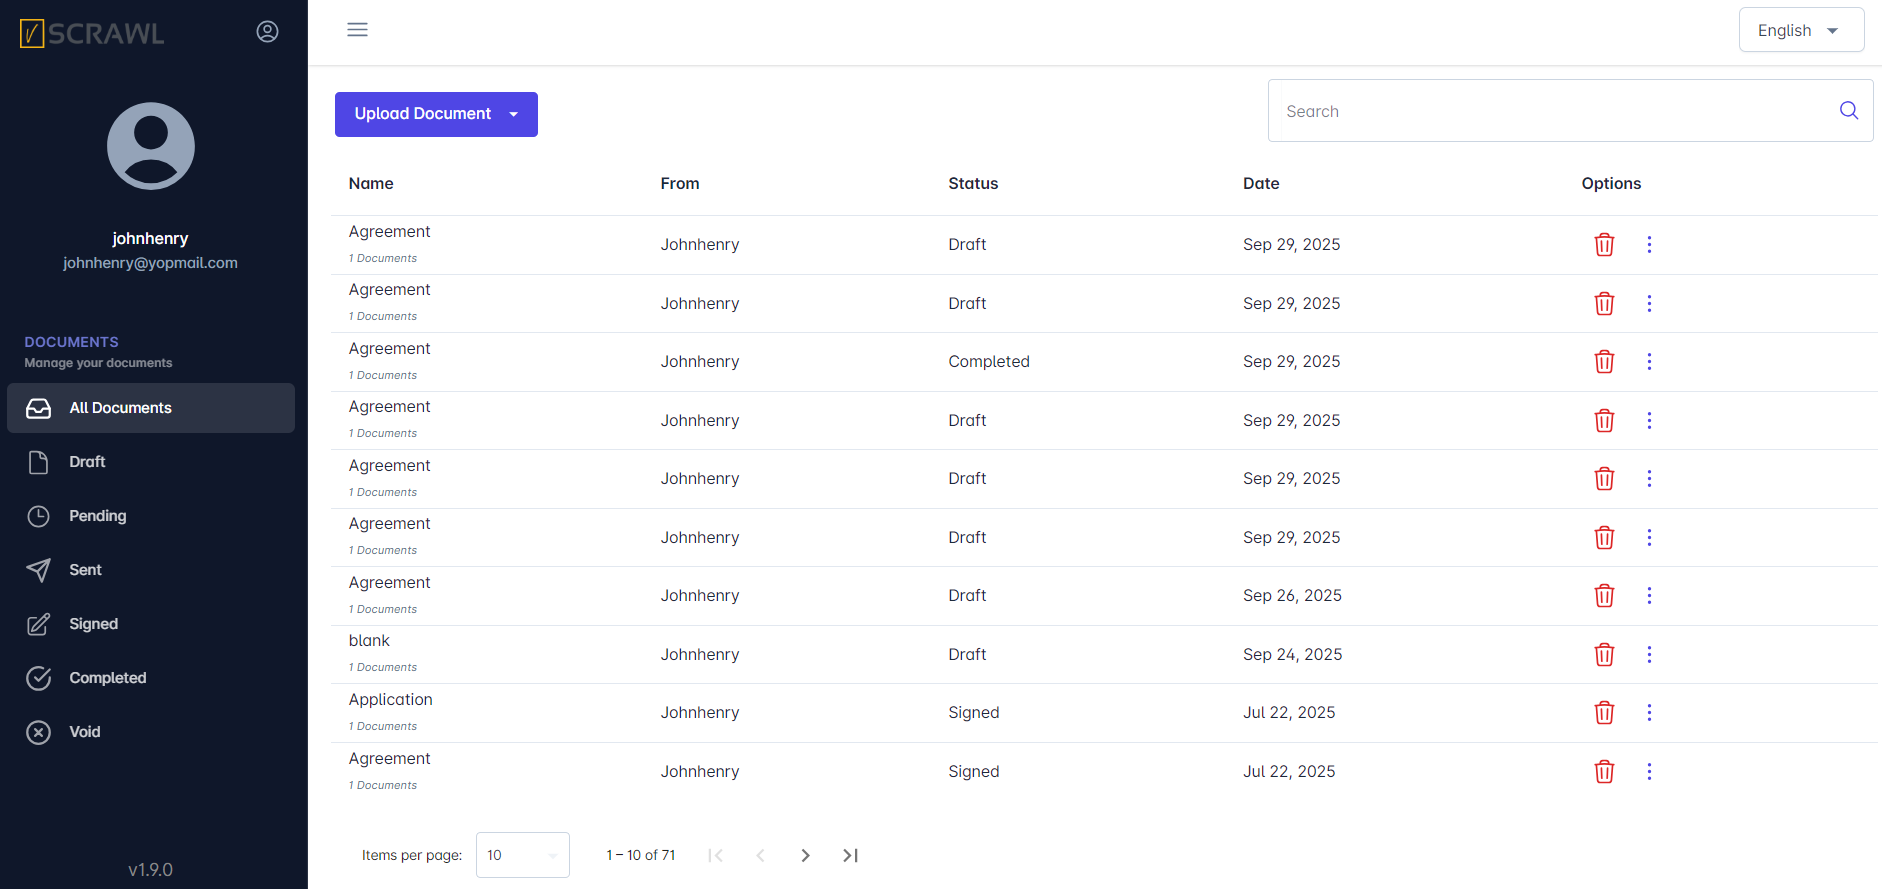 SCRAWL
English
johnhenry
johnhenry@yopmail.com
DOCUMENTS
Manage your documents
All Documents
Draft
Pending
Sent
Signed
Completed
Void
v1.9.0
Upload Document
Search
Name From Status Date Options
Agreement
1 Documents
Johnhenry Draft Sep 29, 2025
Agreement
1 Documents
Johnhenry Draft Sep 29, 2025
Agreement
1 Documents
Johnhenry Completed Sep 29, 2025
Agreement
1 Documents
Johnhenry Draft Sep 29, 2025
Agreement
1 Documents
Johnhenry Draft Sep 29, 2025
Agreement
1 Documents
Johnhenry Draft Sep 29, 2025
Agreement
1 Documents
Johnhenry Draft Sep 26, 2025
blank
1 Documents
Johnhenry Draft Sep 24, 2025
Application
1 Documents
Johnhenry Signed Jul 22, 2025
Agreement
1 Documents
Johnhenry Signed Jul 22, 2025
Items per page: 10 1 – 10 of 71